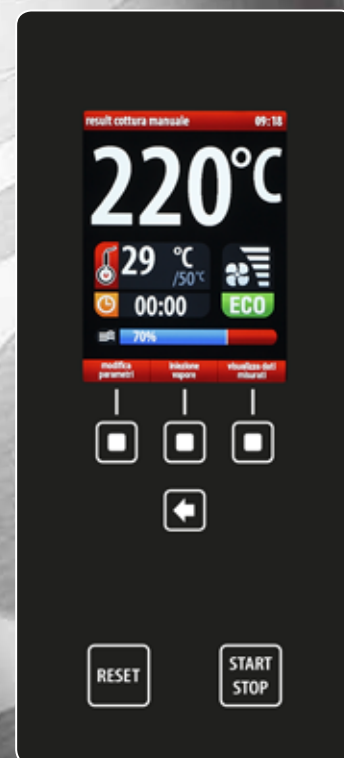 result cottura manuale 09:18
220°C
29 °C
/50°C
00:00 ECO
70%
modifica iniezione visualizza dati
parametri vapore misurati
RESET
START
STOP